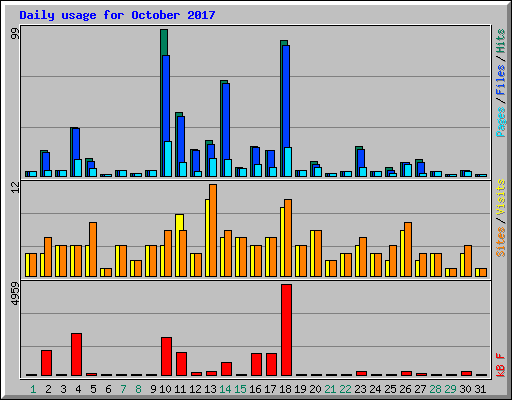 Daily usage for October 2017
99
Pages / Files / Hits
12
Sites / Visits
4959
kB F
1 2 3 4 5 6 7 8 9 10 11 12 13 14 15 16 17 18 19 20 21 22 23 24 25 26 27 28 29 30 31